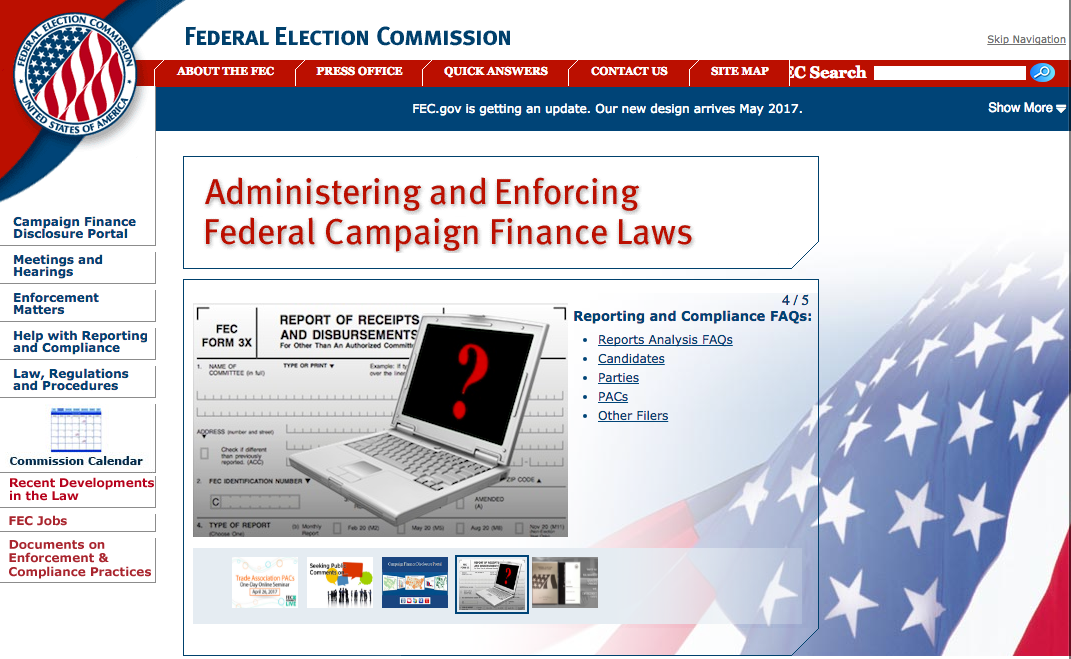 FEDERAL ELECTION COMMISSION
UNITED STATES OF AMERICA
FEDERAL ELECTION COMMISSION
Skip Navigation
ABOUT THE FEC
PRESS OFFICE
QUICK ANSWERS
CONTACT US
SITE MAP
EC Search
FEC.gov is getting an update. Our new design arrives May 2017.
Show More
Campaign Finance
Disclosure Portal
Meetings and
Hearings
Enforcement
Matters
Help with Reporting
and Compliance
Law, Regulations
and Procedures
Commission Calendar
Recent Developments
in the Law
FEC Jobs
Documents on
Enforcement &
Compliance Practices
Administering and Enforcing
Federal Campaign Finance Laws
4 / 5
FEC
FORM 3X
REPORT OF RECEIPTS
AND DISBURSEMENTS
For Other Than An Authorized Committ
1. NAME OF
COMMITTEE (in full)
TYPE OR PRINT ▼
Example: If ty
over the line
ADDRESS (number and street)
Check if different
than previously
reported. (ACC)
2. FEC IDENTIFICATION NUMBER ▼
C
ZIP CODE ▲
AMENDED
(A)
4. TYPE OF REPORT
(Choose One)
(b) Monthly
Report
Feb 20 (M2)
May 20 (M5)
Aug 20 (M8)
Nov 20 (M11)
?
Reporting and Compliance FAQs:
Reports Analysis FAQs
Candidates
Parties
PACs
Other Filers
Trade Association PACs
One-Day Online Seminar
April 26, 2017
FEC
LIVE
Seeking Publi
Comments o
Campaign Finance Disclosure Portal
?